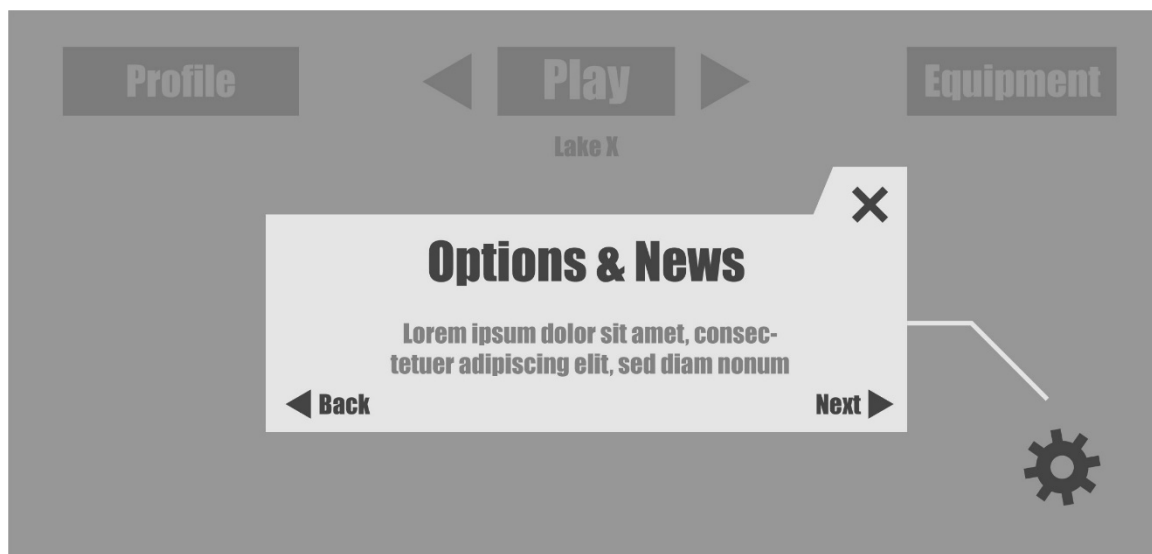 Profile
Play
Equipment
Lake X
Options & News
Lorem ipsum dolor sit amet, consec-
tetuer adipiscing elit, sed diam nonum
Back
Next